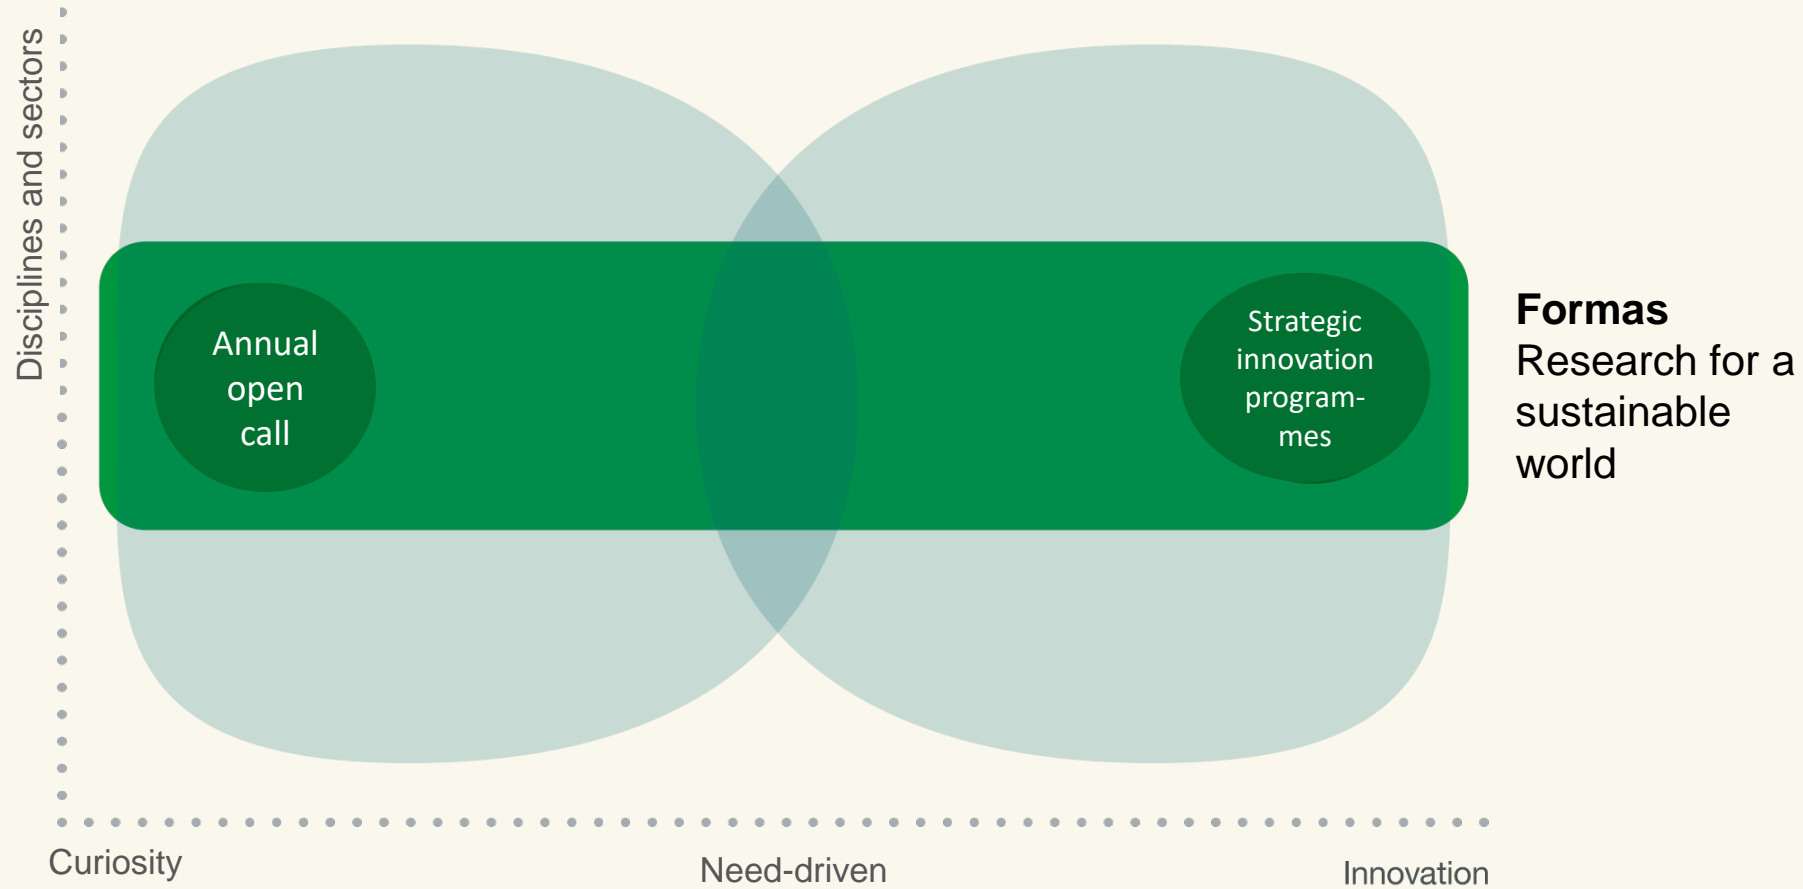 Disciplines and sectors
Annual
open
call
Strategic
innovation
program-
mes
Formas
Research for a
sustainable
world
Curiosity
Need-driven
Innovation